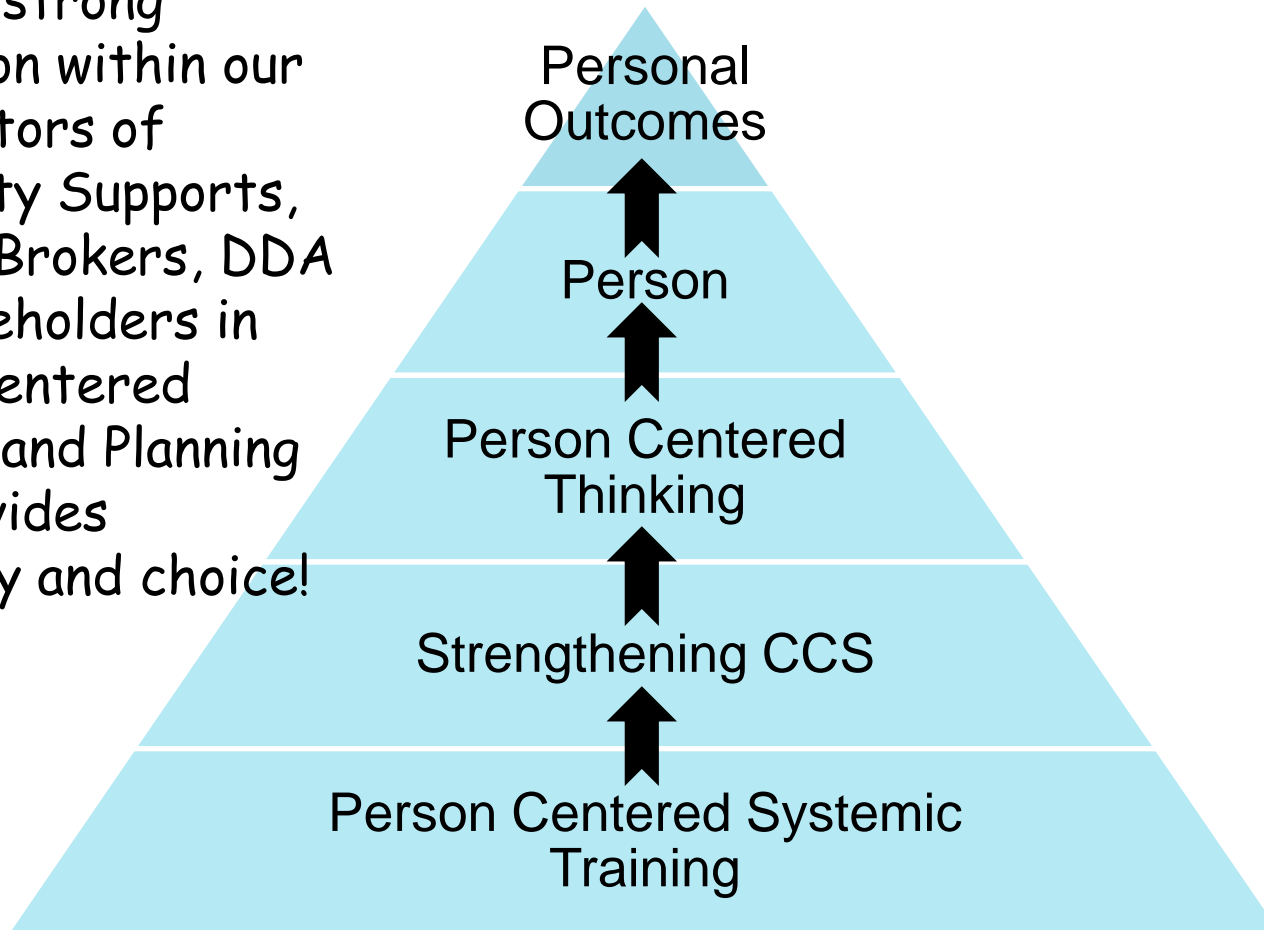 strong
on within our
tors of
ty Supports,
Brokers, DDA
eholders in
entered
and Planning
vides
y and choice!
Personal
Outcomes
Person
Person Centered
Thinking
Strengthening CCS
Person Centered Systemic
Training